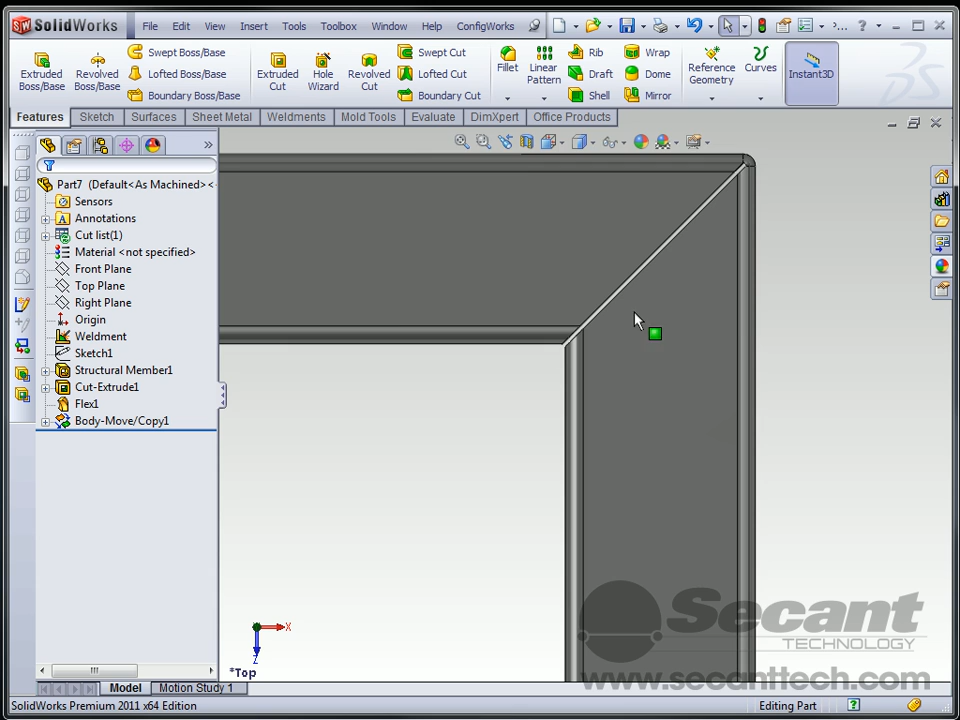 SolidWorks File Edit View Insert Tools Toolbox Window Help ConfigWorks
Extruded Boss/Base
Revolved Boss/Base
Swept Boss/Base
Lofted Boss/Base
Boundary Boss/Base
Extruded Cut
Hole Wizard
Revolved Cut
Swept Cut
Lofted Cut
Boundary Cut
Fillet
Linear Pattern
Rib
Draft
Shell
Wrap
Dome
Mirror
Reference Geometry
Curves
Instant3D
Features Sketch Surfaces Sheet Metal Weldments Mold Tools Evaluate DimXpert Office Products
Part7 (Default<As Machined><
Sensors
Annotations
Cut list(1)
Material <not specified>
Front Plane
Top Plane
Right Plane
Origin
Weldment
Sketch1
Structural Member1
Cut-Extrude1
Flex1
Body-Move/Copy1
X
Z
*Top
Secant
TECHNOLOGY
www.secanttech.com
Model Motion Study 1
SolidWorks Premium 2011 x64 Edition Editing Part